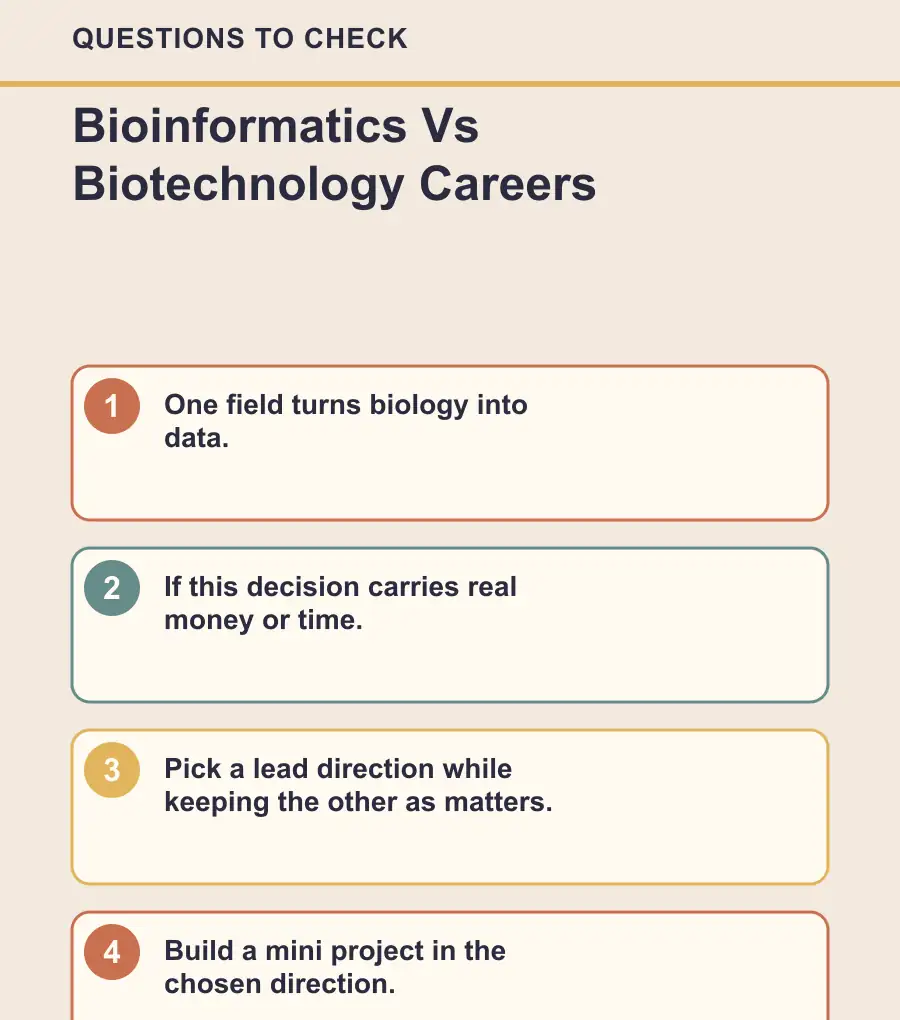 QUESTIONS TO CHECK
Bioinformatics Vs
Biotechnology Careers
1
One field turns biology into
data.
2
If this decision carries real
money or time.
3
Pick a lead direction while
keeping the other as matters.
4
Build a mini project in the
chosen direction.